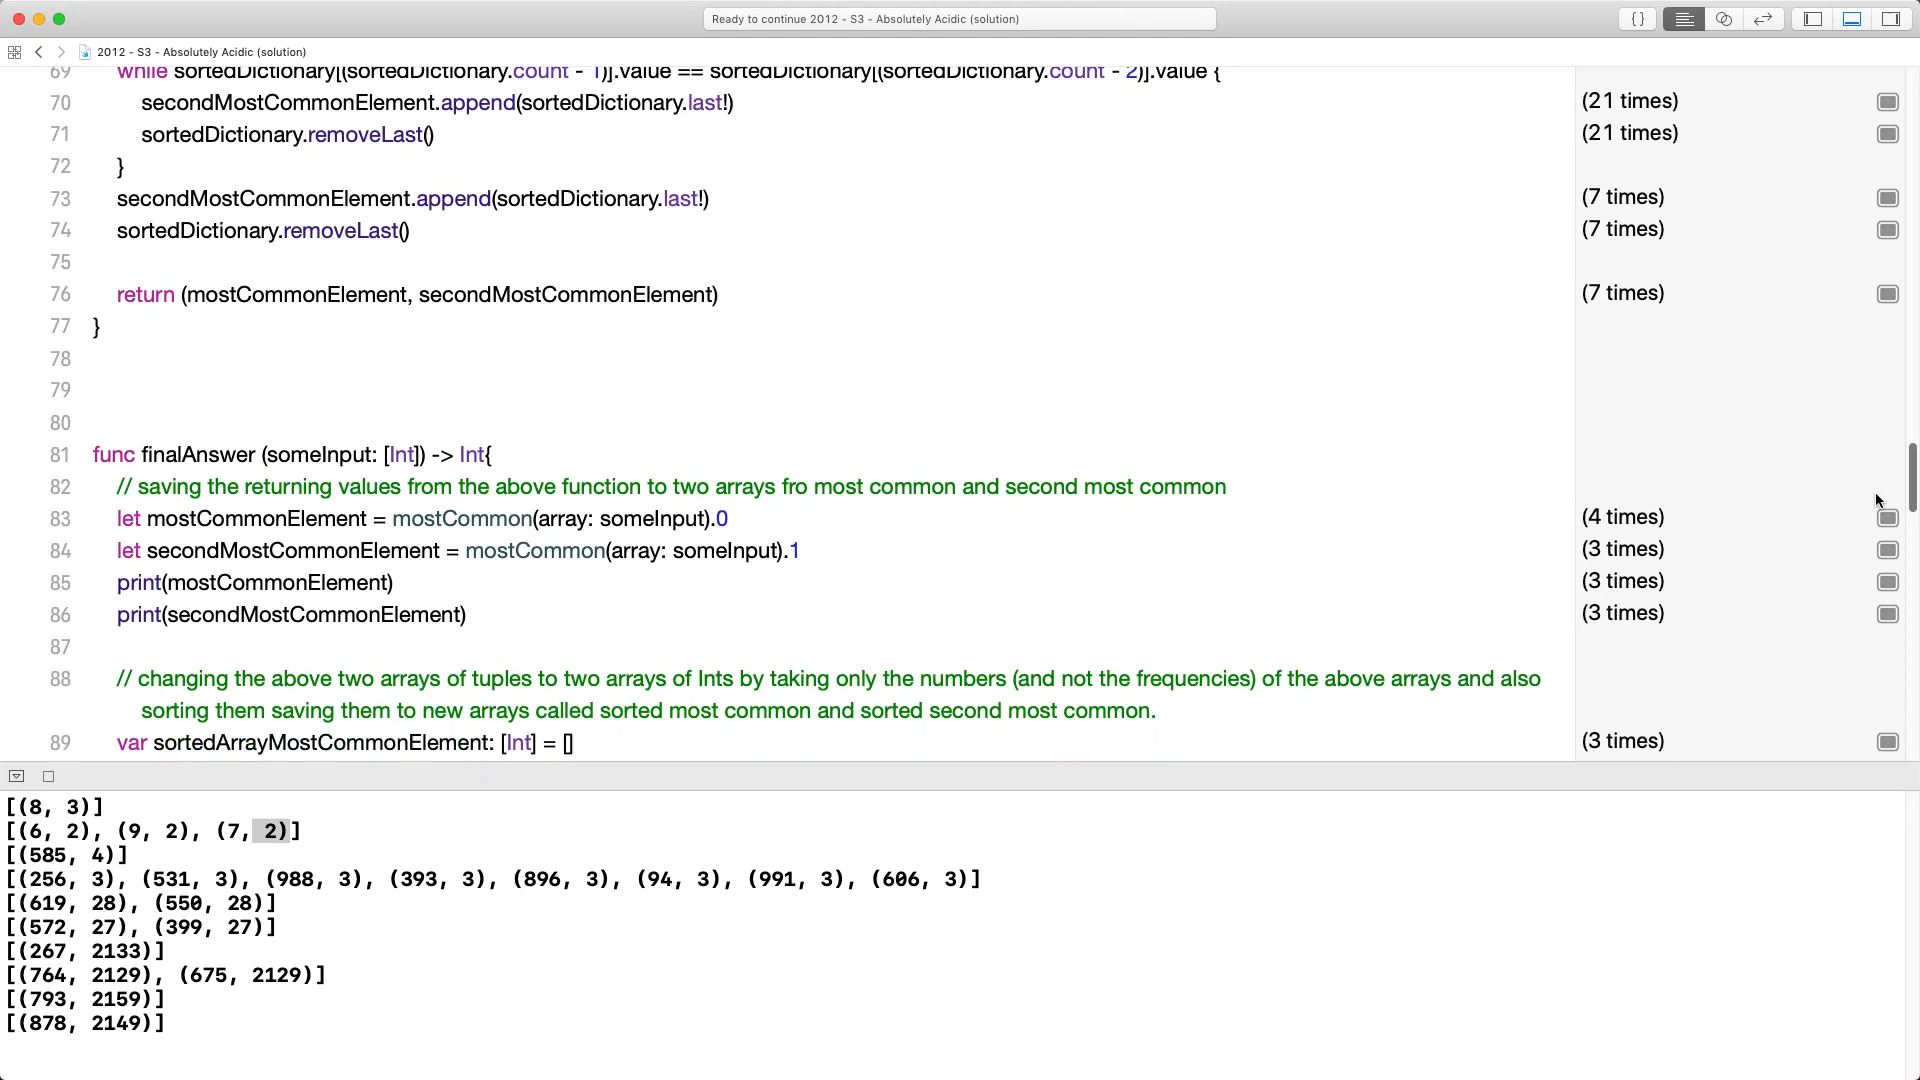 Ready to continue 2012 - S3 - Absolutely Acidic (solution)
{ }
2012 - S3 - Absolutely Acidic (solution)
69 while sortedDictionary[(sortedDictionary.count - 1)].value == sortedDictionary[(sortedDictionary.count - 2)].value {
70 secondMostCommonElement.append(sortedDictionary.last!) (21 times)
71 sortedDictionary.removeLast() (21 times)
72 }
73 secondMostCommonElement.append(sortedDictionary.last!) (7 times)
74 sortedDictionary.removeLast() (7 times)
75
76 return (mostCommonElement, secondMostCommonElement) (7 times)
77 }
78
79
80
81 func finalAnswer (someInput: [Int]) -> Int{
82 // saving the returning values from the above function to two arrays fro most common and second most common
83 let mostCommonElement = mostCommon(array: someInput).0 (4 times)
84 let secondMostCommonElement = mostCommon(array: someInput).1 (3 times)
85 print(mostCommonElement) (3 times)
86 print(secondMostCommonElement) (3 times)
87
88 // changing the above two arrays of tuples to two arrays of Ints by taking only the numbers (and not the frequencies) of the above arrays and also
sorting them saving them to new arrays called sorted most common and sorted second most common.
89 var sortedArrayMostCommonElement: [Int] = [] (3 times)
[(8, 3)]
[(6, 2), (9, 2), (7, 2)]
[(585, 4)]
[(256, 3), (531, 3), (988, 3), (393, 3), (896, 3), (94, 3), (991, 3), (606, 3)]
[(619, 28), (550, 28)]
[(572, 27), (399, 27)]
[(267, 2133)]
[(764, 2129), (675, 2129)]
[(793, 2159)]
[(878, 2149)]